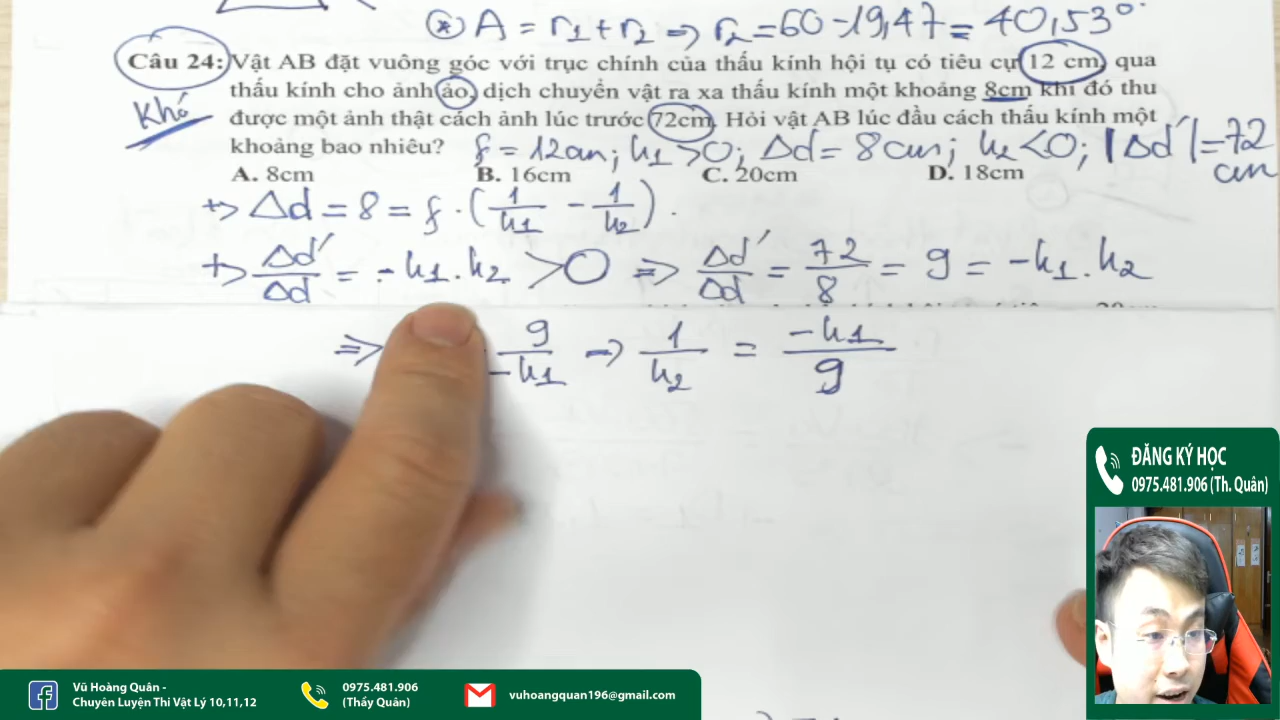 (*) A = r1 + r2 => r2 = 60 - 19,47 = 40,53°
Câu 24: Vật AB đặt vuông góc với trục chính của thấu kính hội tụ có tiêu cự 12 cm, qua
Khó
thấu kính cho ảnh ảo, dịch chuyển vật ra xa thấu kính một khoảng 8cm khi đó thu
được một ảnh thật cách ảnh lúc trước 72cm. Hỏi vật AB lúc đầu cách thấu kính một
khoảng bao nhiêu? f = 12cm; k1 > 0; Δd = 8cm; k2 < 0; |Δd'| = 72 cm
A. 8cm B. 16cm C. 20cm D. 18cm
+> Δd = 8 = f . (1/k1 - 1/k2).
+> Δd'/Δd = - k1 . k2 > 0 => Δd'/Δd = 72/8 = 9 = -k1 . k2
=> 9/-k1 -> 1/k2 = -k1/9
ĐĂNG KÝ HỌC
0975.481.906 (Th. Quân)
Vũ Hoàng Quân -
Chuyên Luyện Thi Vật Lý 10,11,12
0975.481.906
(Thầy Quân)
vuhoangquan196@gmail.com